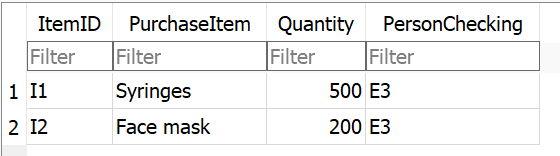 ItemID PurchaseItem Quantity PersonChecking
Filter Filter Filter Filter
1 I1 Syringes 500 E3
2 I2 Face mask 200 E3